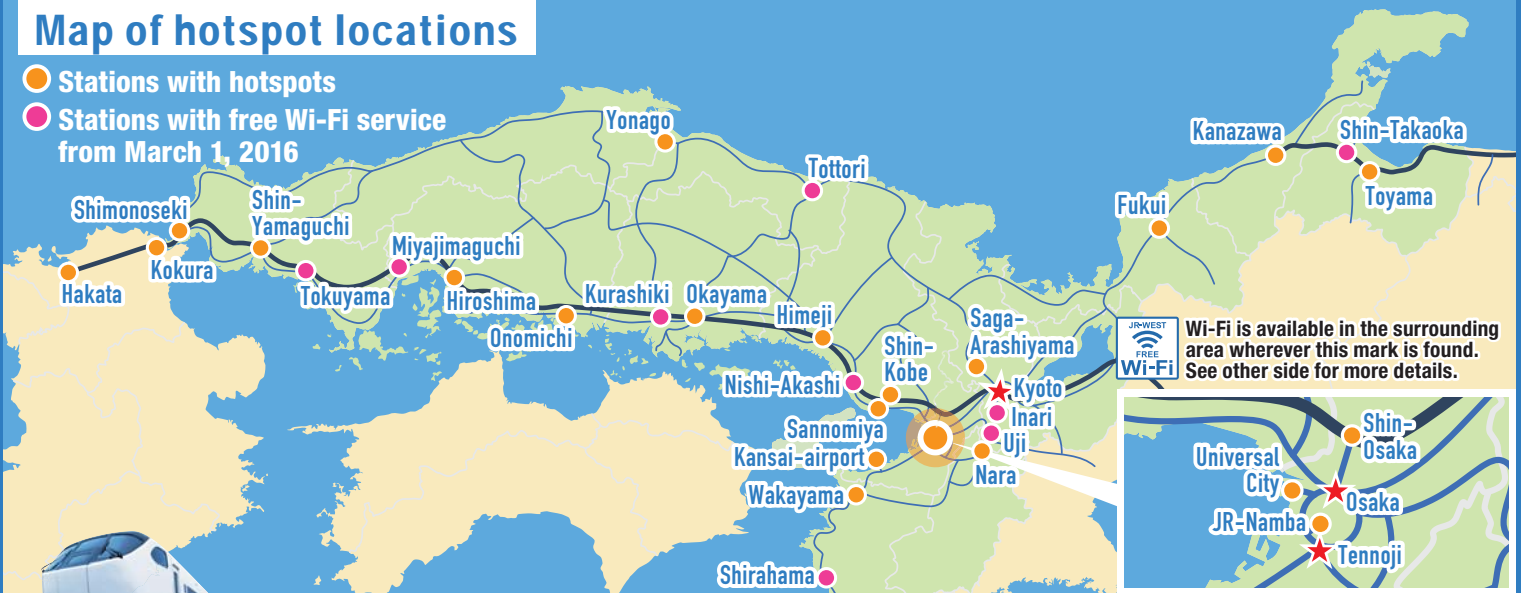 Map of hotspot locations
Stations with hotspots
Stations with free Wi-Fi service
from March 1, 2016
Yonago
Tottori
Kanazawa
Shin-Takaoka
Toyama
Fukui
Shimonoseki
Shin-
Yamaguchi
Miyajimaguchi
Kokura
Hakata
Tokuyama
Hiroshima
Kurashiki
Okayama
Onomichi
Himeji
Saga-
Arashiyama
Shin-
Kobe
Nishi-Akashi
Kyoto
Inari
Sannomiya
Uji
Kansai-airport
Nara
Wakayama
Shirahama
JR-WEST
FREE
Wi-Fi
Wi-Fi is available in the surrounding
area wherever this mark is found.
See other side for more details.
Shin-
Osaka
Universal
City
Osaka
JR-Namba
Tennoji